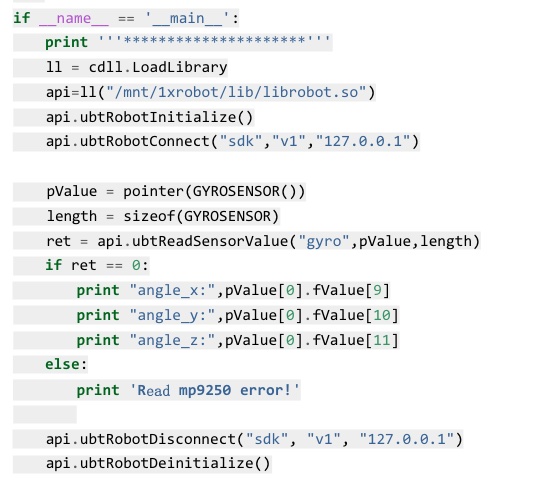 if __name__ == '__main__':
    print '''*********************'''
    ll = cdll.LoadLibrary
    api=ll("/mnt/1xrobot/lib/librobot.so")
    api.ubtRobotInitialize()
    api.ubtRobotConnect("sdk","v1","127.0.0.1")
    pValue = pointer(GYROSENSOR())
    length = sizeof(GYROSENSOR)
    ret = api.ubtReadSensorValue("gyro",pValue,length)
    if ret == 0:
        print "angle_x:",pValue[0].fValue[9]
        print "angle_y:",pValue[0].fValue[10]
        print "angle_z:",pValue[0].fValue[11]
    else:
        print 'Read mp9250 error!'
    api.ubtRobotDisconnect("sdk", "v1", "127.0.0.1")
    api.ubtRobotDeinitialize()